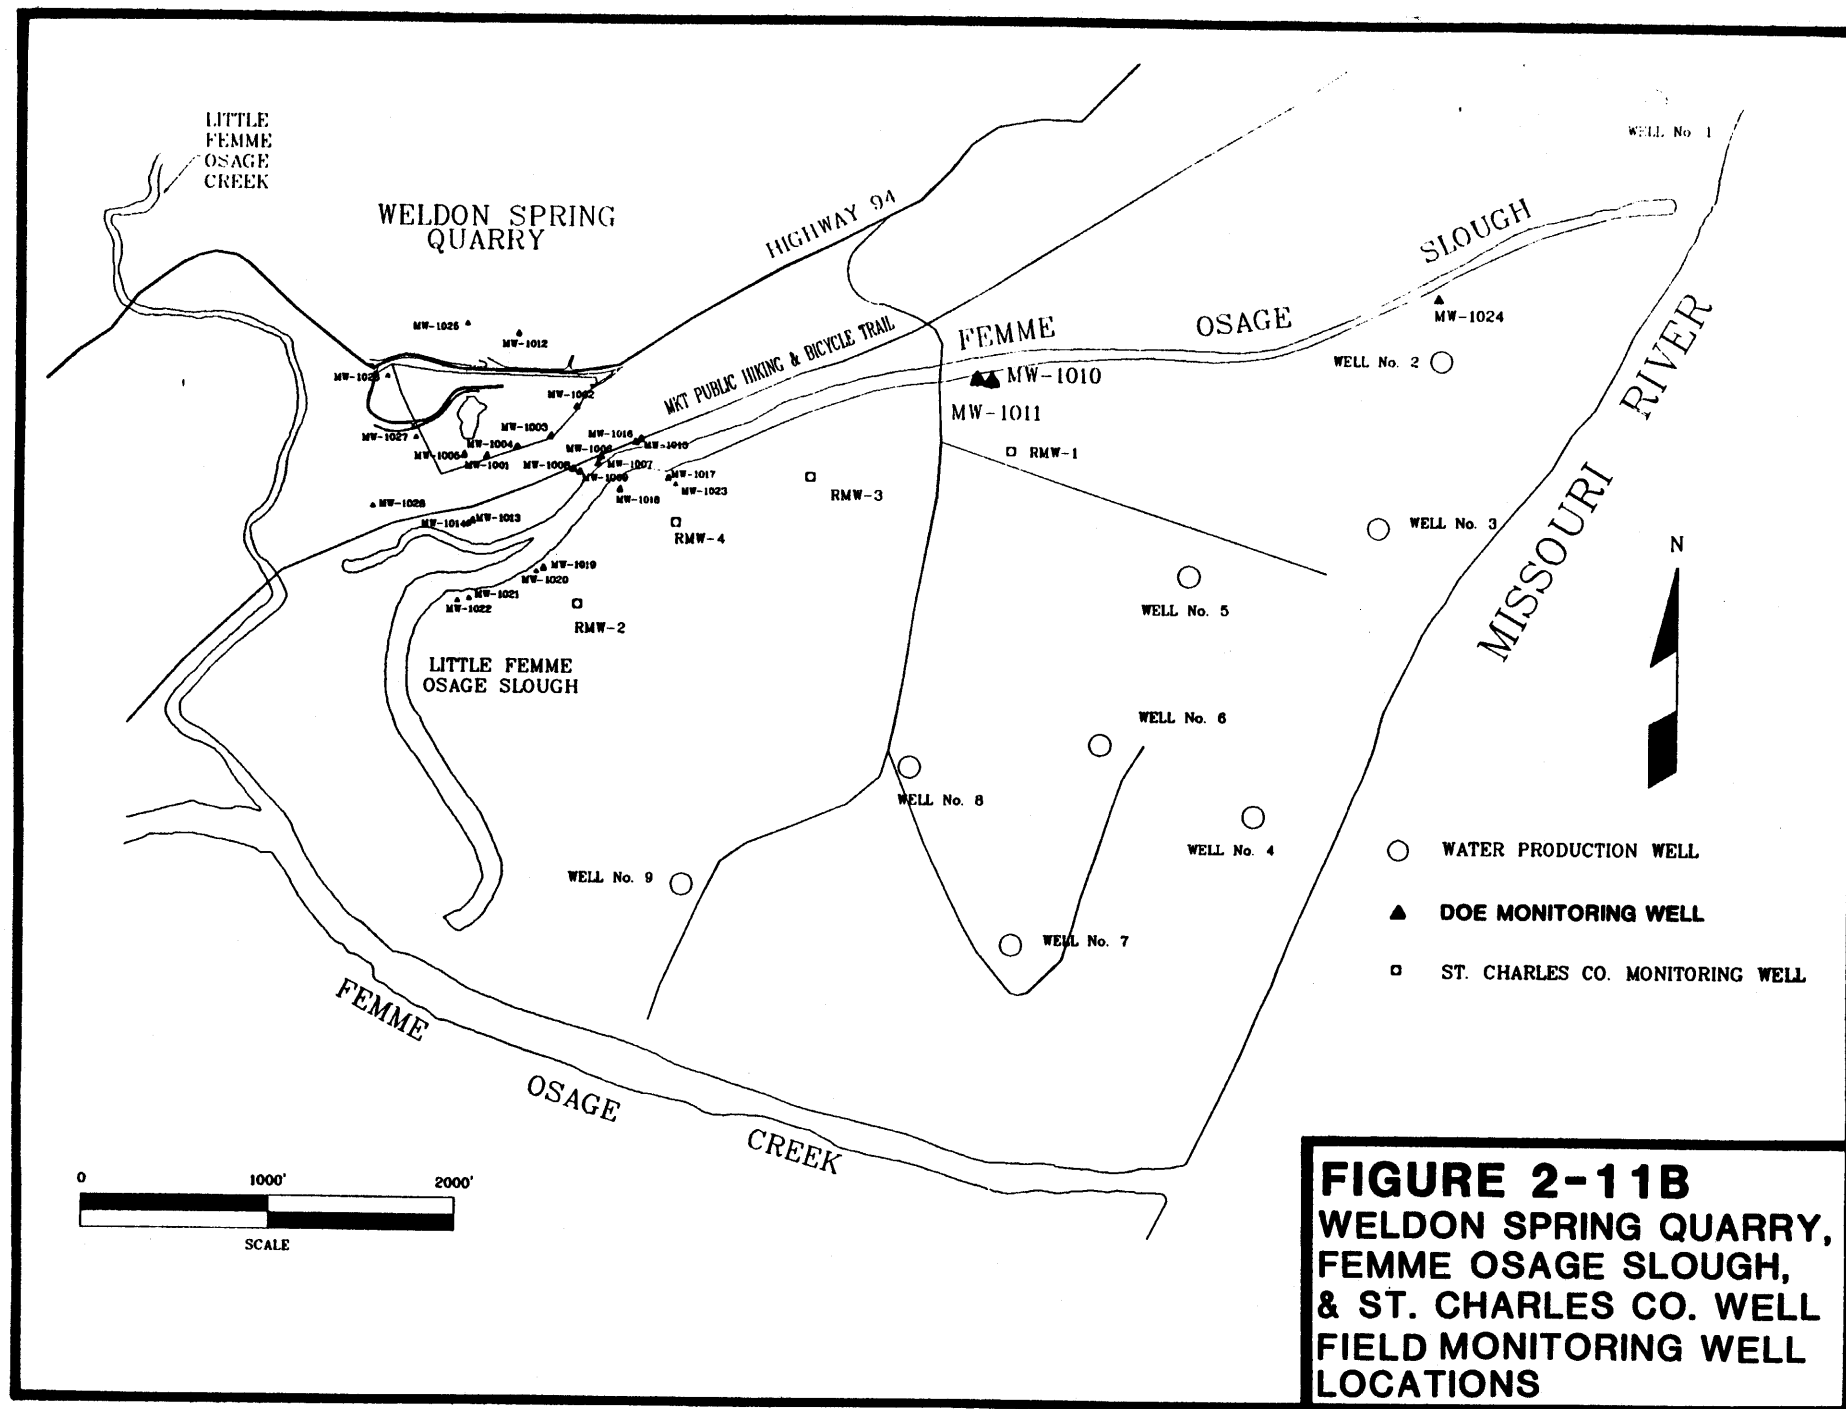 LITTLE
FEMME
OSAGE
CREEK
WELL No 1
WELDON SPRING
QUARRY
HIGHWAY 94
SLOUGH
MW-1024
MW-1012
FEMME
OSAGE
MKT PUBLIC HIKING & BICYCLE TRAIL
WELL No. 2
MW-1010
MW-1011
MISSOURI RIVER
MW-1002
MW-1027
MW-1003
MW-1004
MW-1001
MW-1016
MW-1007
MW-1017
MW-1023
MW-1018
RMW-1
RMW-3
MW-1028
MW-1014
MW-1013
RMW-4
WELL No. 3
N
MW-1019
MW-1020
MW-1021
MW-1022
RMW-2
WELL No. 5
LITTLE FEMME
OSAGE SLOUGH
WELL No. 6
WELL No. 8
WELL No. 4
WELL No. 9
WELL No. 7
WATER PRODUCTION WELL
DOE MONITORING WELL
ST. CHARLES CO. MONITORING WELL
FEMME
OSAGE
CREEK
0 1000' 2000'
SCALE
FIGURE 2-11B
WELDON SPRING QUARRY,
FEMME OSAGE SLOUGH,
& ST. CHARLES CO. WELL
FIELD MONITORING WELL
LOCATIONS